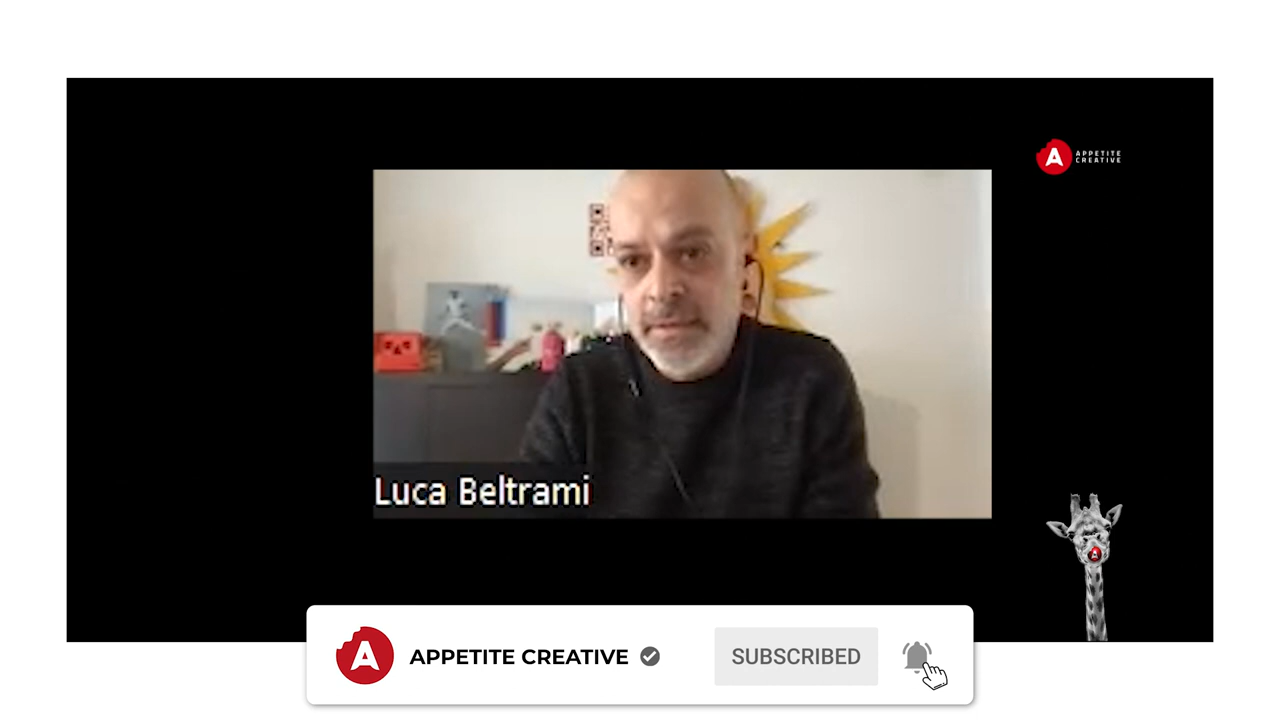 A
APPETITE
CREATIVE
Luca Beltrami
A
A
APPETITE CREATIVE
SUBSCRIBED